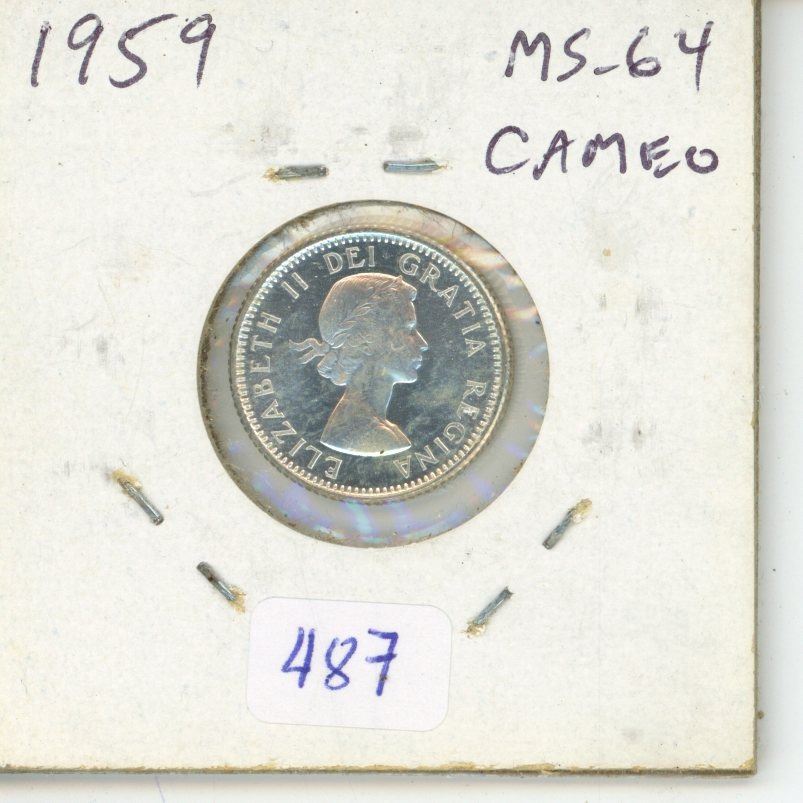 1959 MS-64
CAMEO
ELIZABETH II DEI GRATIA REGINA
487